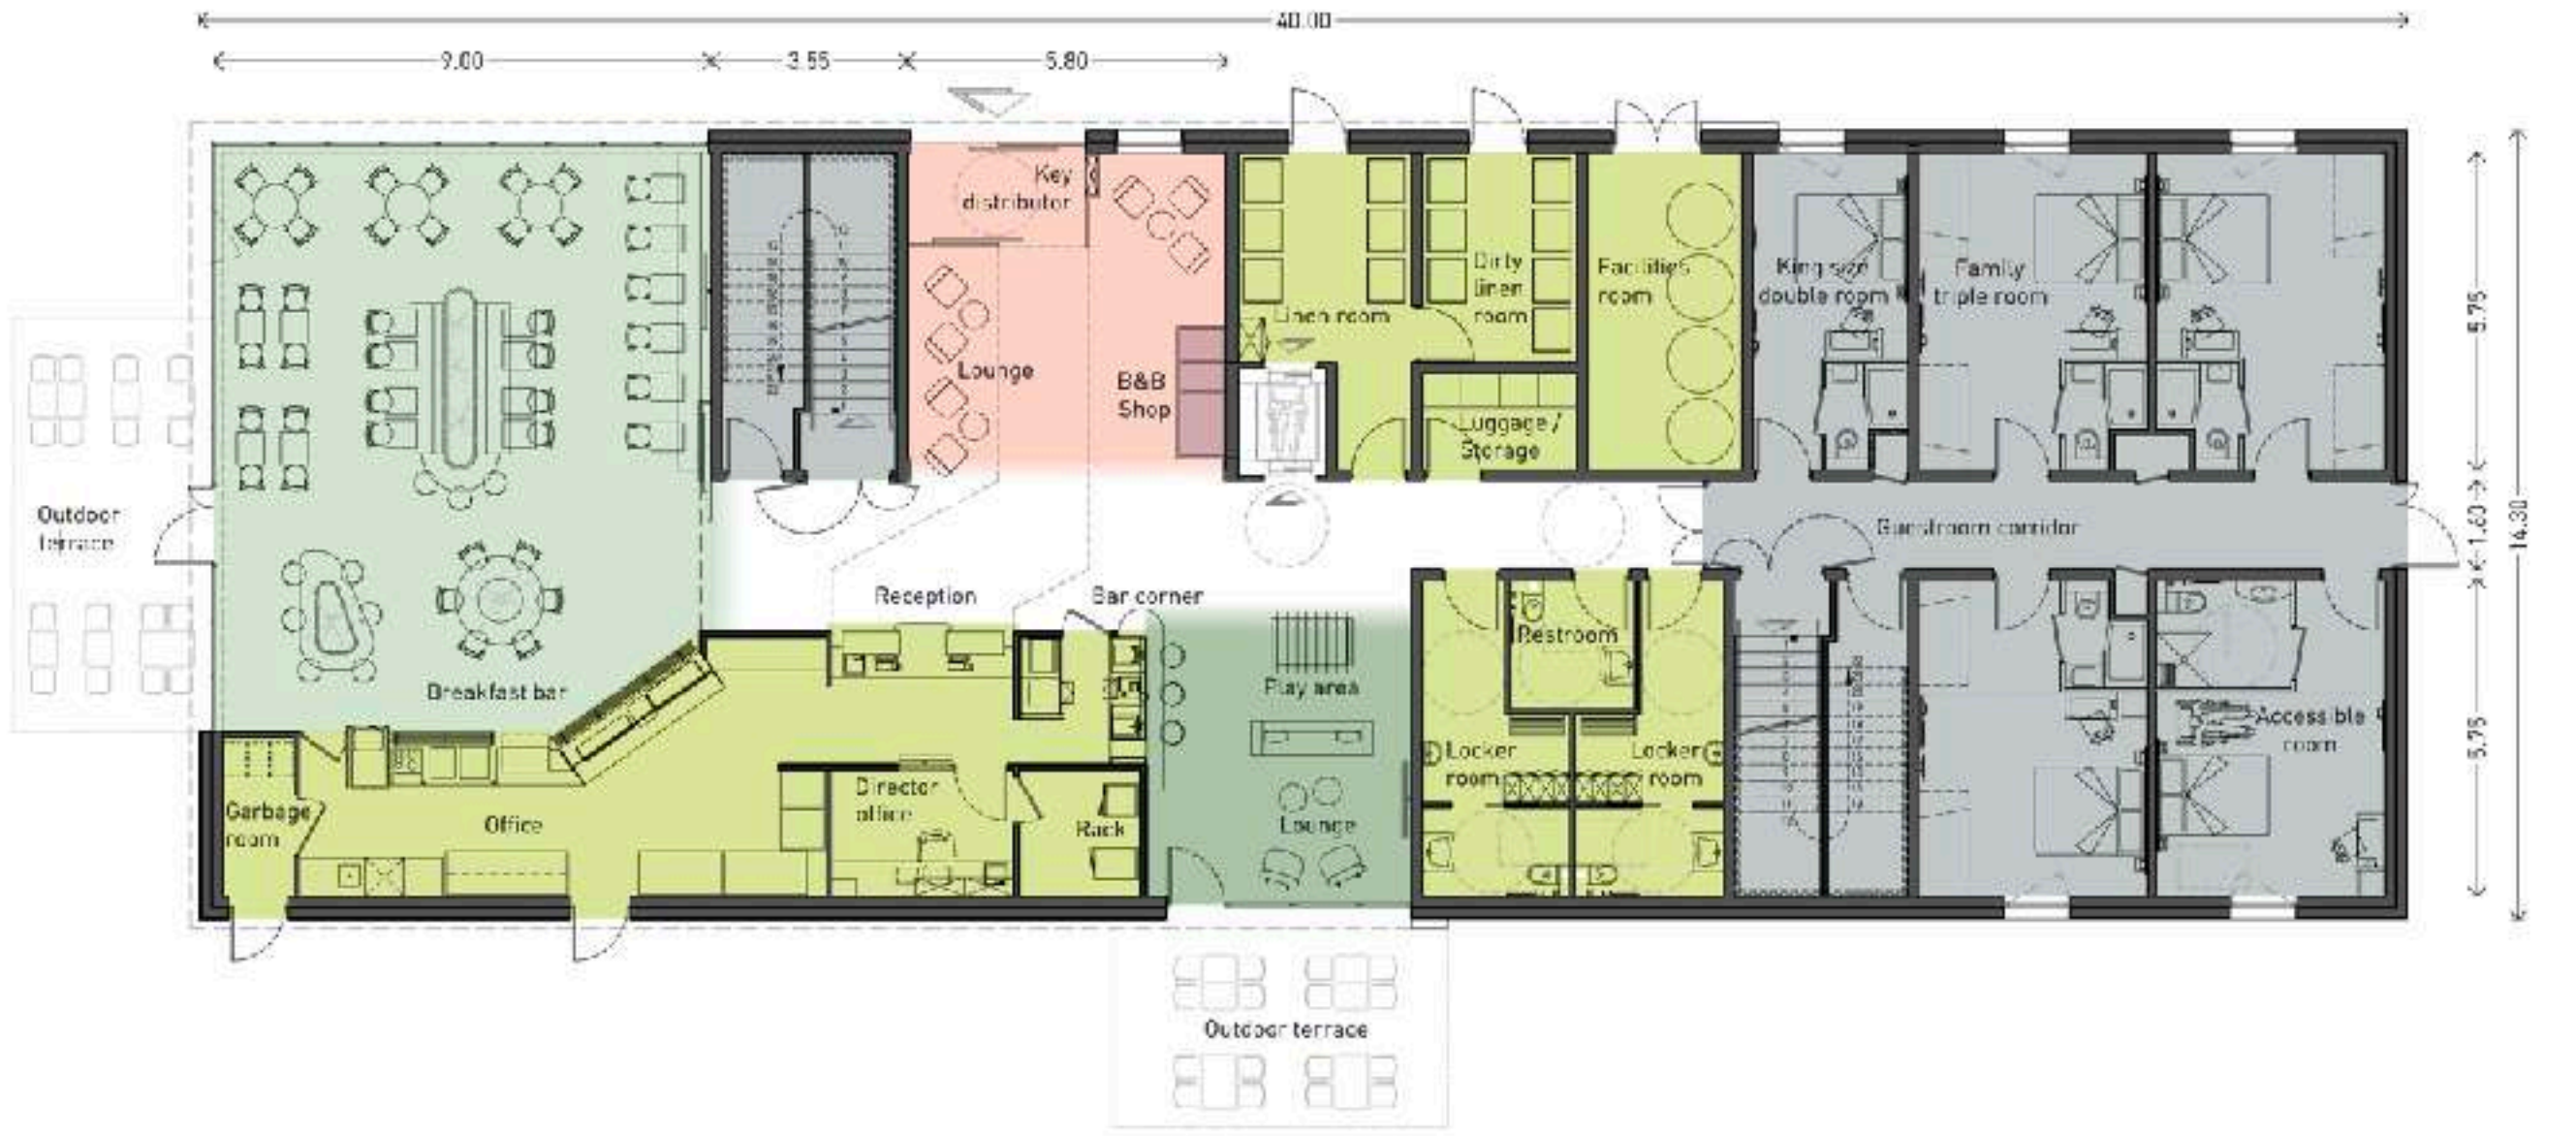 40.00
9.00
3.55
5.80
Key
distributor
Lounge
B&B
Shop
Linen room
Dirty
linen
room
Luggage /
Storage
Facilities
room
King size
double room
Family
triple room
5.75
1.60
14.30
5.75
Outdoor
terrace
Guestroom corridor
Reception
Bar corner
Breakfast bar
Garbage
room
Office
Director
office
Rack
Play area
Lounge
Restroom
Locker
room
Locker
room
Accessible
room
Outdoor terrace